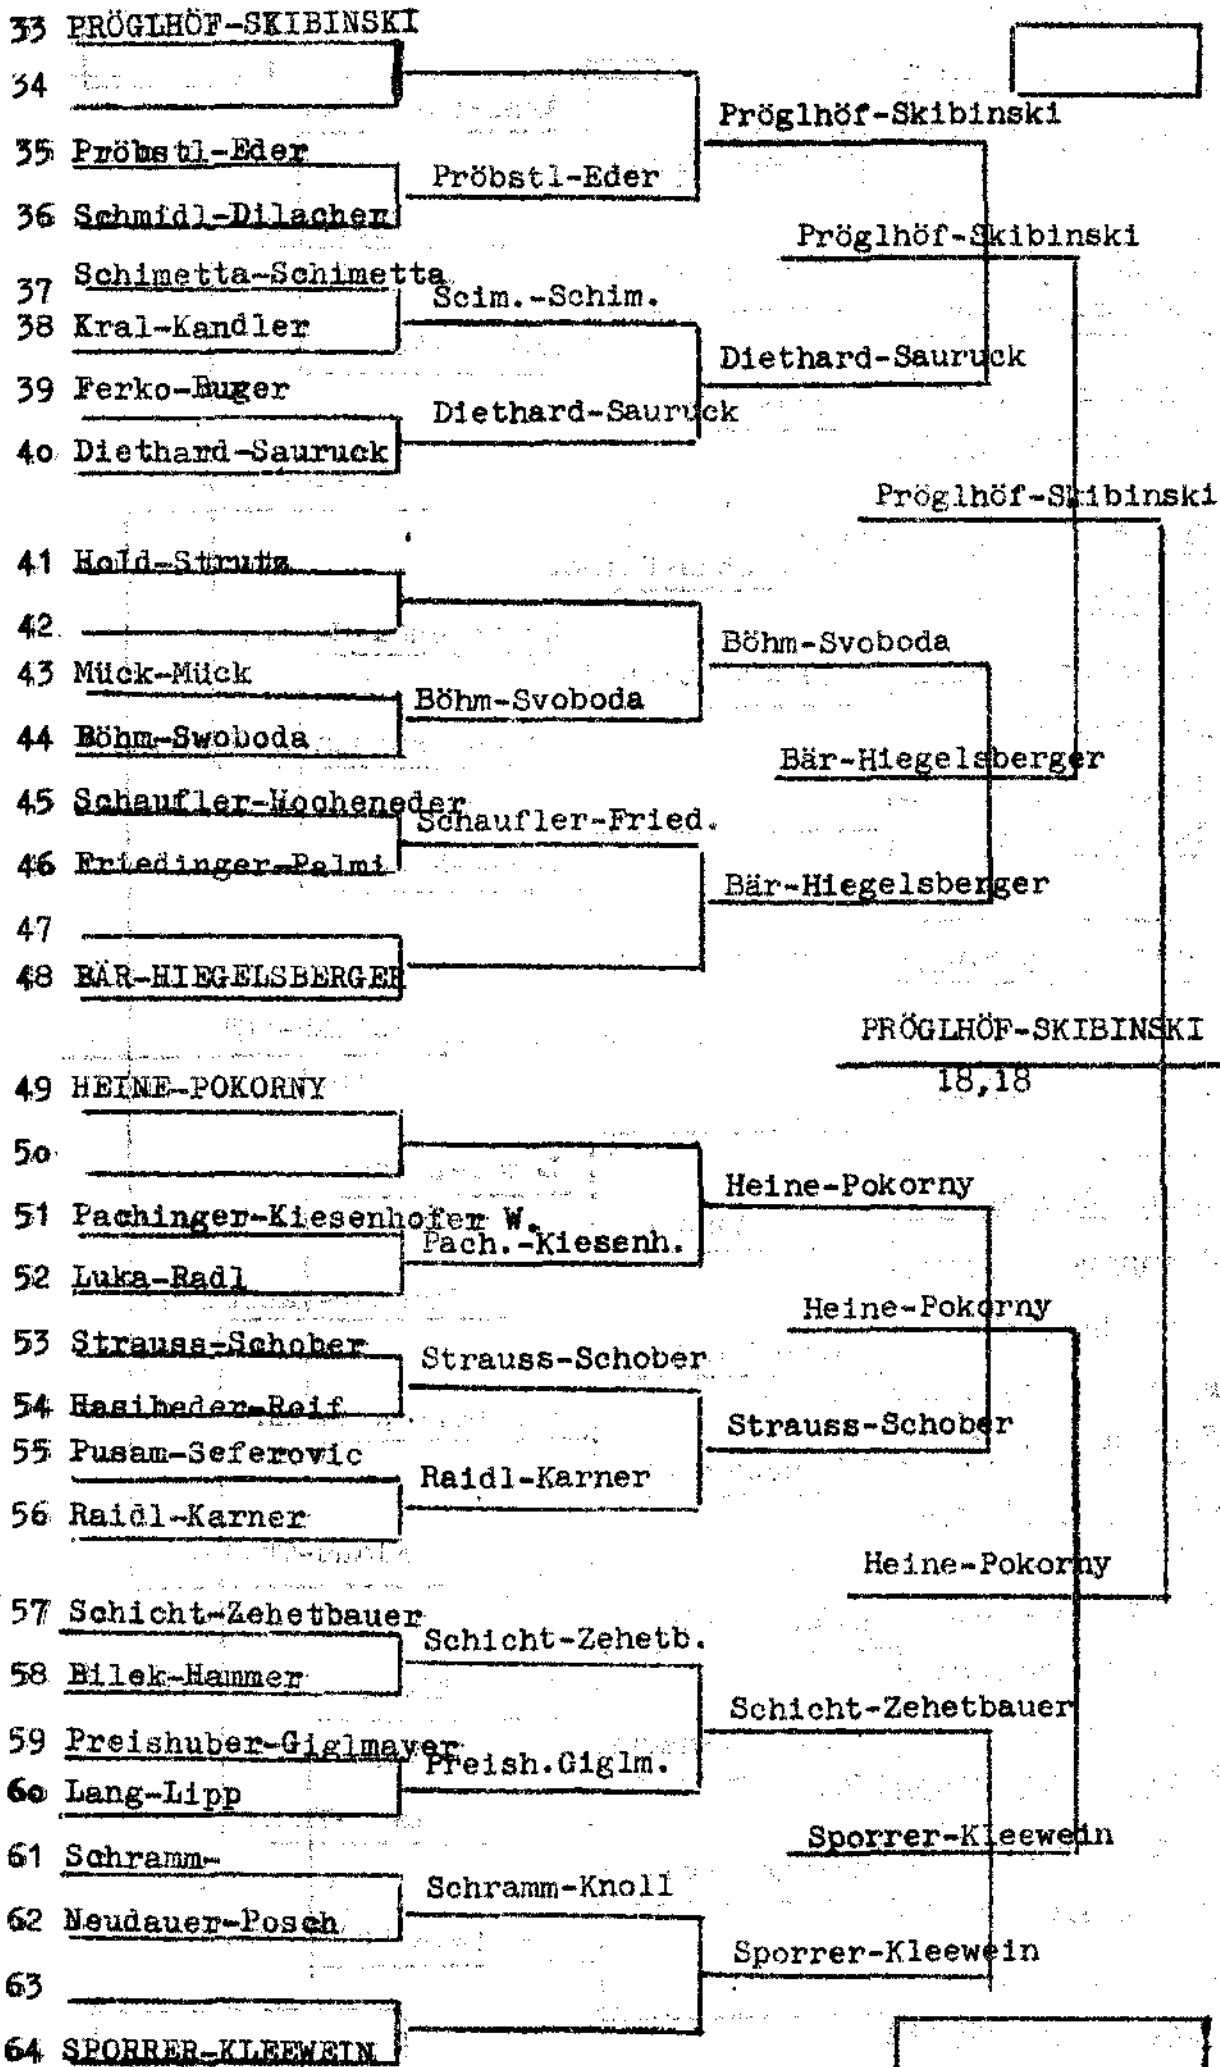 33 PRÖGLHÖF-SKIBINSKI
34
Pröglhöf-Skibinski
35 Pröbstl-Eder
Pröbstl-Eder
36 Schmidl-Dilacher
Pröglhöf-Skibinski
37 Schimetta-Schimetta
Scim.-Schim.
38 Kral-Kandler
Diethard-Sauruck
39 Ferko-Buger
Diethard-Sauruck
40 Diethard-Sauruck
Pröglhöf-Skibinski
41 Hold-Strutz
42
Böhm-Svoboda
43 Mück-Mück
Böhm-Svoboda
44 Böhm-Swoboda
Bär-Hiegelsberger
45 Schaufler-Hocheneder
Schaufler-Fried.
46 Friedinger-Palmi
Bär-Hiegelsberger
47
48 BÄR-HIEGELSBERGER
PRÖGLHÖF-SKIBINSKI
18,18
49 HEINE-POKORNY
50
Heine-Pokorny
51 Pachinger-Kiesenhofer W.
Pach.-Kiesenh.
52 Luka-Radl
Heine-Pokorny
53 Strauss-Schober
Strauss-Schober
54 Hasibeder-Reif
Strauss-Schober
55 Pusam-Seferovic
Raidl-Karner
56 Raidl-Karner
Heine-Pokorny
57 Schicht-Zehetbauer
Schicht-Zehetb.
58 Bilek-Hammer
Schicht-Zehetbauer
59 Preishuber-Giglmayer
Preish.Giglm.
60 Lang-Lipp
Sporrer-Kleewein
61 Schramm-
Schramm-Knoll
62 Neudauer-Posch
Sporrer-Kleewein
63
64 SPORRER-KLEEWEIN